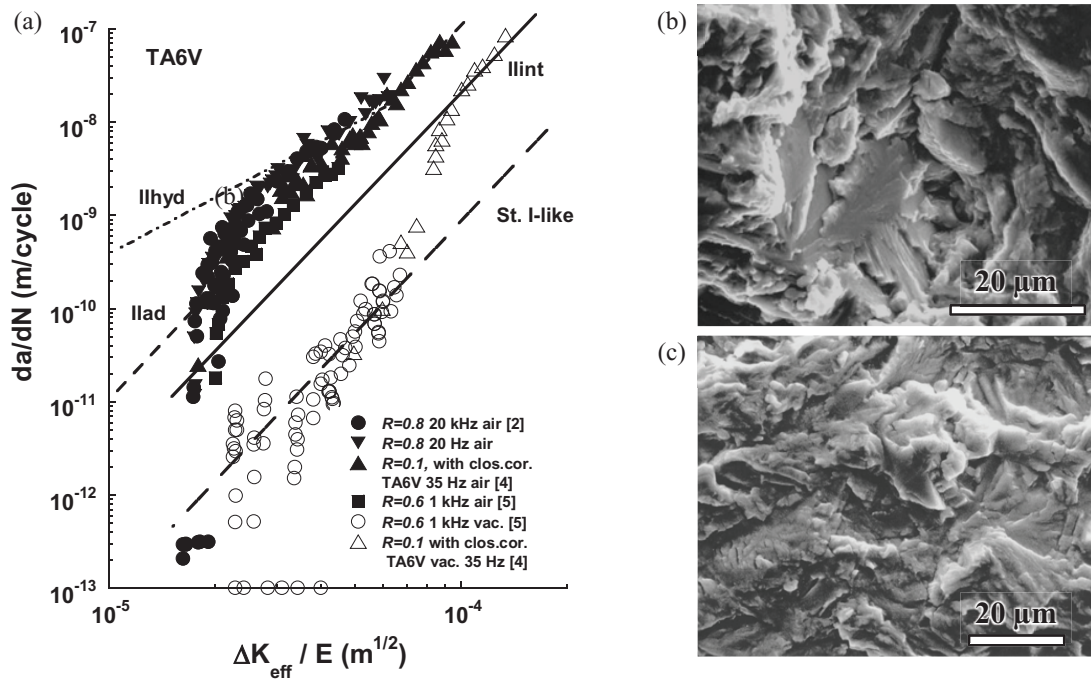 (a)
10-7
10-8
10-9
10-10
10-11
10-12
10-13
da/dN (m/cycle)
TA6V
IIint
IIhyd
(b)
St. I-like
IIad
R=0.8 20 kHz air [2]
R=0.8 20 Hz air
R=0.1, with clos.cor.
TA6V 35 Hz air [4]
R=0.6 1 kHz air [5]
R=0.6 1 kHz vac. [5]
R=0.1 with clos.cor.
TA6V vac. 35 Hz [4]
10-5
10-4
ΔKeff / E (m1/2)
(b)
20 µm
(c)
20 µm